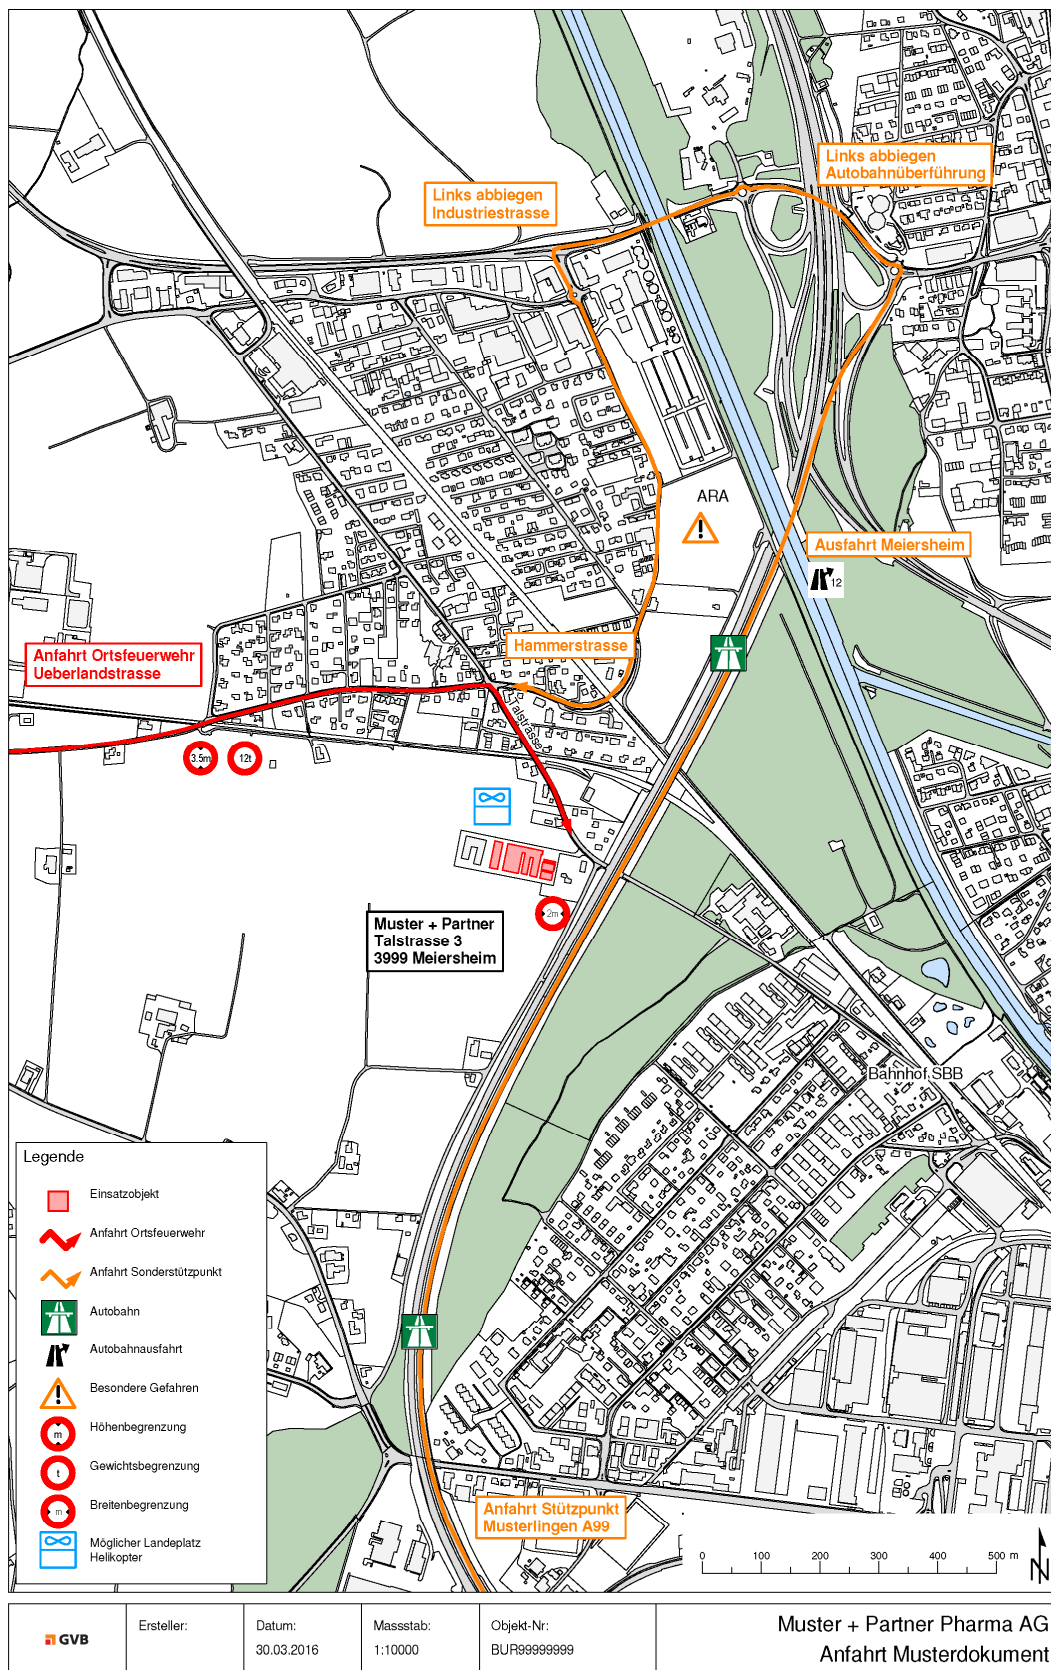 Links abbiegen
Autobahnüberführung
Links abbiegen
Industriestrasse
ARA
Ausfahrt Meiersheim
12
Hammerstrasse
Anfahrt Ortsfeuerwehr
Ueberlandstrasse
Talstrasse
3.5m
12t
2m
Muster + Partner
Talstrasse 3
3999 Meiersheim
Bahnhof SBB
Legende
Einsatzobjekt
Anfahrt Ortsfeuerwehr
Anfahrt Sonderstützpunkt
Autobahn
Autobahnausfahrt
Besondere Gefahren
m
Höhenbegrenzung
t
Gewichtsbegrenzung
m
Breitenbegrenzung
Möglicher Landeplatz
Helikopter
Anfahrt Stützpunkt
Musterlingen A99
0 100 200 300 400 500 m
N
GVB
Ersteller:
Datum:
30.03.2016
Massstab:
1:10000
Objekt-Nr:
BUR99999999
Muster + Partner Pharma AG
Anfahrt Musterdokument